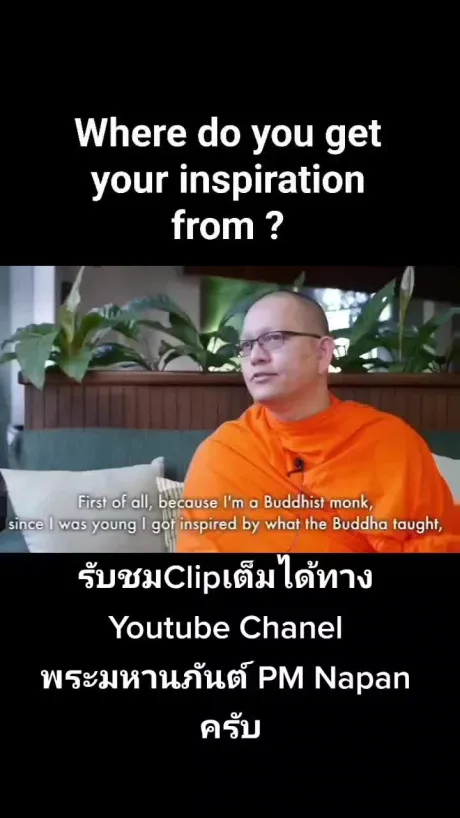 Where do you get
your inspiration
from ?
First of all, because I'm a Buddhist monk,
since I was young I got inspired by what the Buddha taught,
รับชมClipเต็มได้ทาง
Youtube Chanel
พระมหานภันต์ PM Napan
ครับ